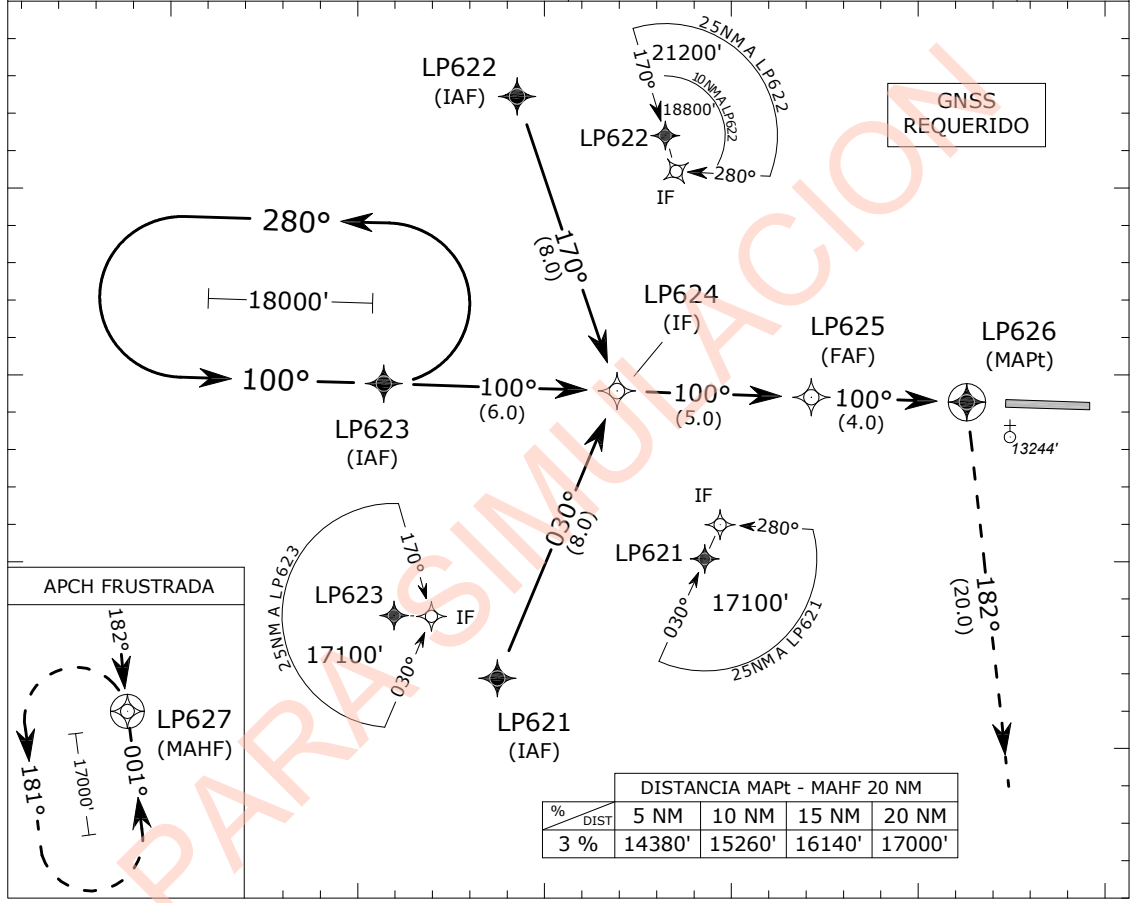 LP622
(IAF)
170°
(8.0)
25NM A LP622
21200'
170°
10NM A LP622
18800'
LP622
280°
IF
GNSS
REQUERIDO
280°
18000'
100°
LP623
(IAF)
100°
(6.0)
LP624
(IF)
100°
(5.0)
LP625
(FAF)
100°
(4.0)
LP626
(MAPt)
13244'
182°
(20.0)
030°
(8.0)
LP621
(IAF)
25NM A LP623
170°
LP623
IF
17100'
030°
IF
280°
LP621
17100'
030°
25NM A LP621
APCH FRUSTRADA
182°
LP627
(MAHF)
17000'
181°
001°
DISTANCIA MAPt - MAHF 20 NM
% DIST 5 NM 10 NM 15 NM 20 NM
3 % 14380' 15260' 16140' 17000'
PARA SIMULACION